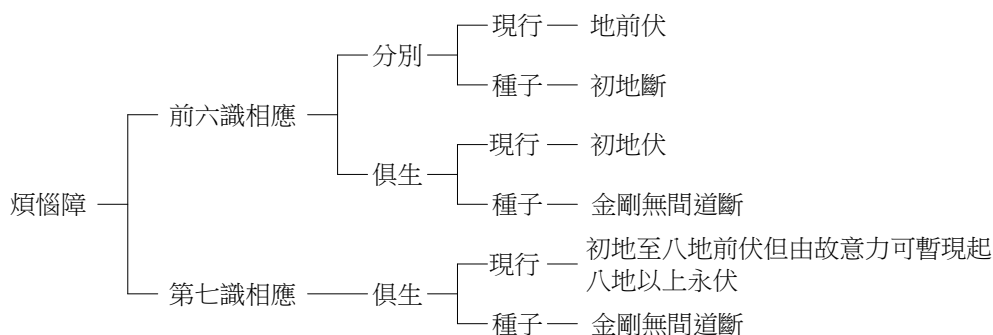 現行 地前伏
分別
種子 初地斷
前六識相應
現行 初地伏
俱生
煩惱障
種子 金剛無間道斷
初地至八地前伏但由故意力可暫現起
現行
八地以上永伏
第七識相應 俱生
種子 金剛無間道斷